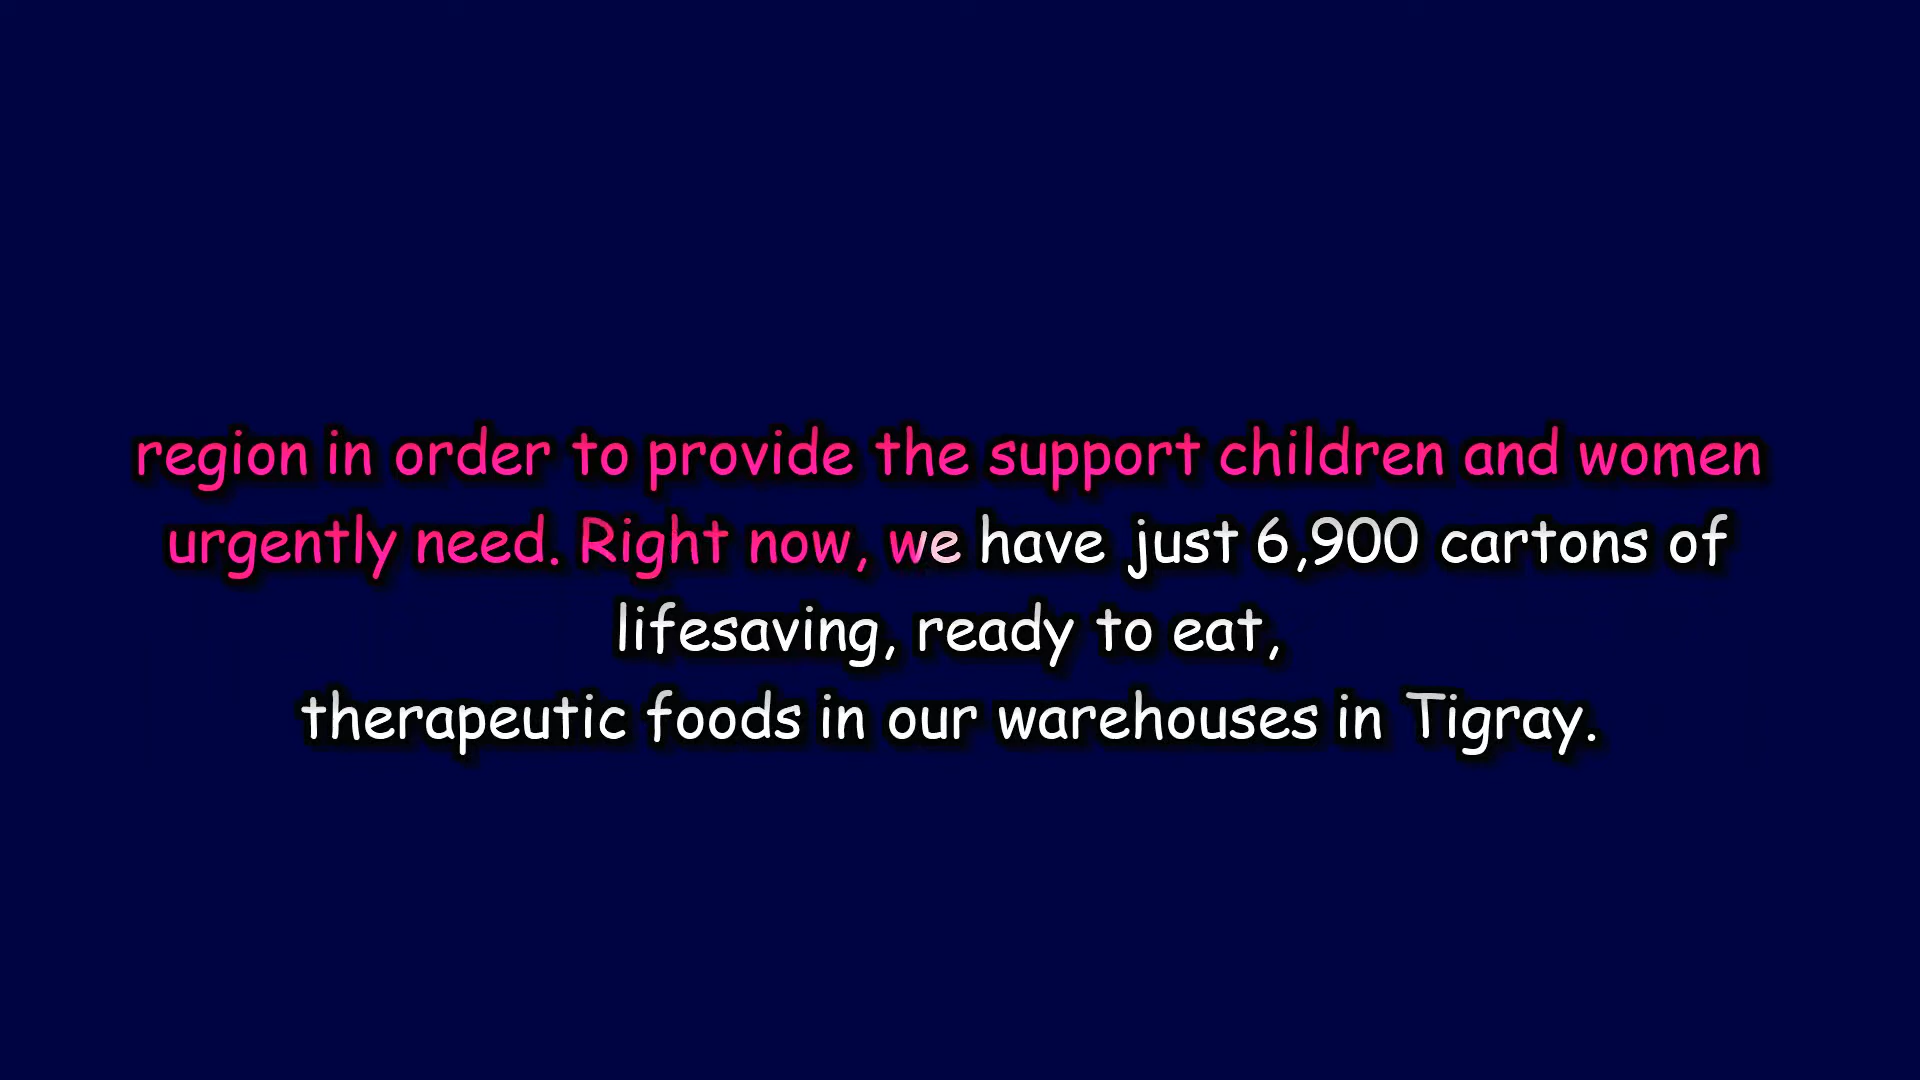 region in order to provide the support children and women
urgently need. Right now, we have just 6,900 cartons of
lifesaving, ready to eat,
therapeutic foods in our warehouses in Tigray.